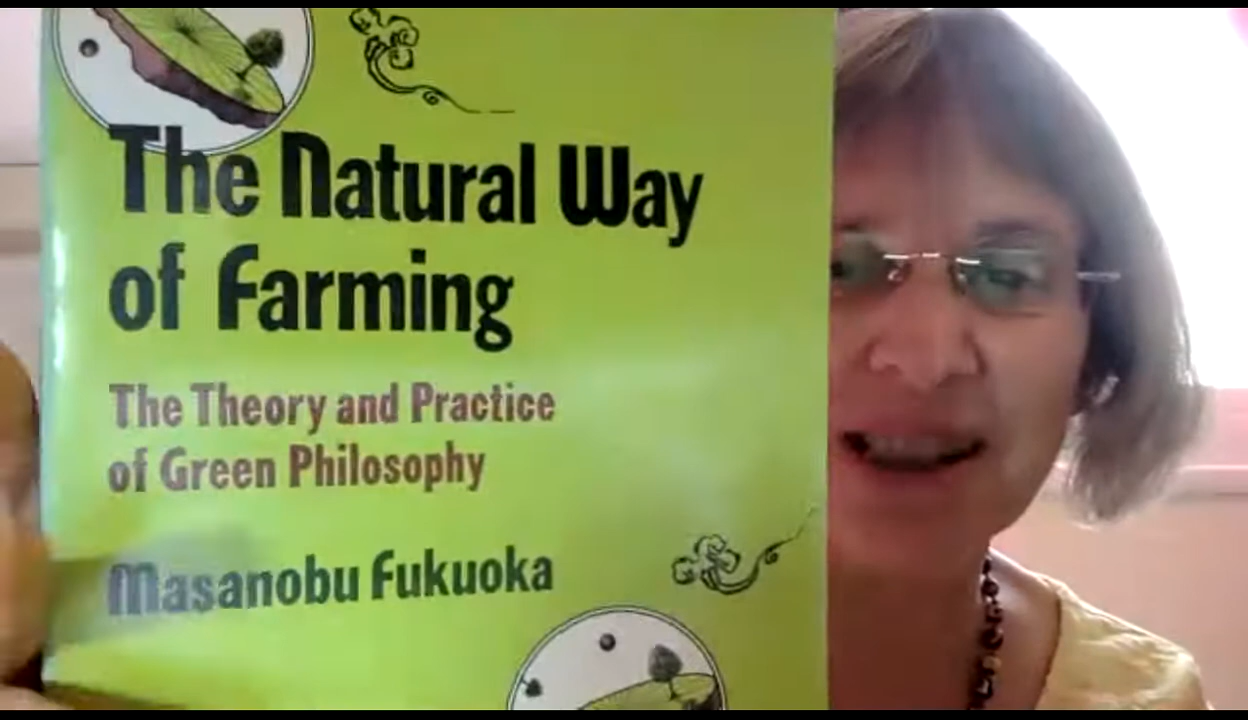 The Natural Way
of Farming
The Theory and Practice
of Green Philosophy
Masanobu Fukuoka